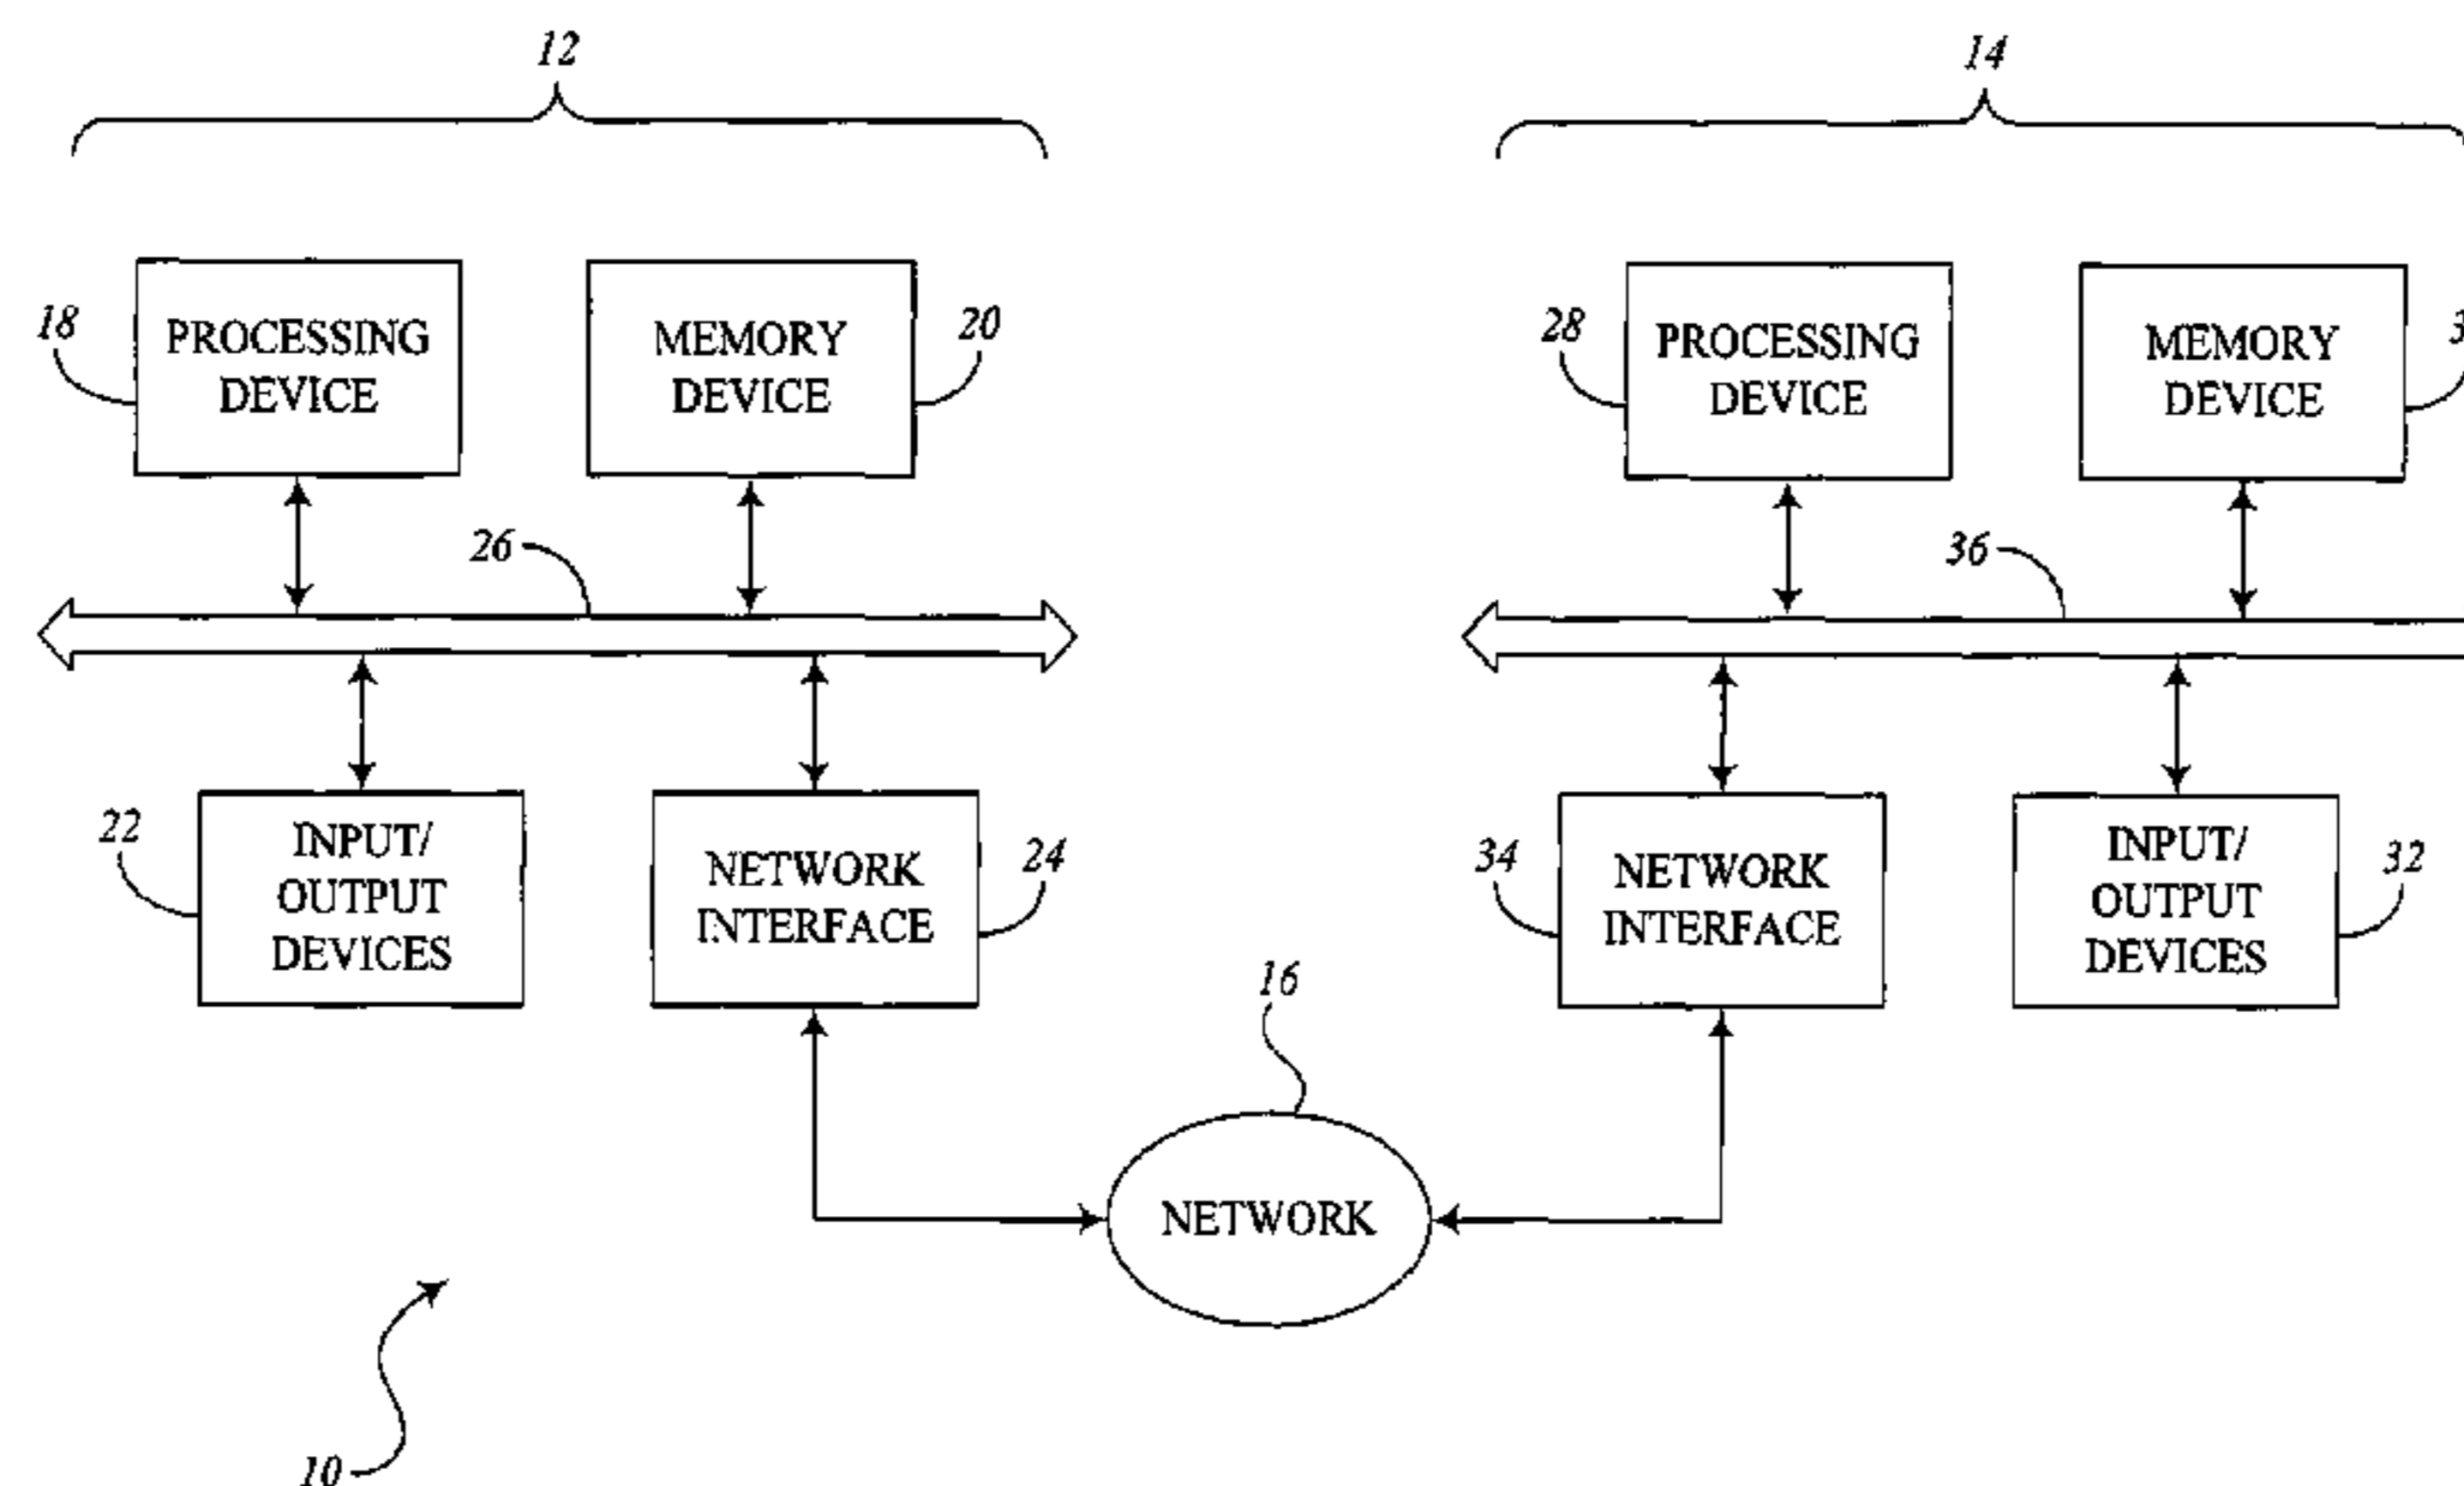 12
14
18
PROCESSING
DEVICE
MEMORY
DEVICE
20
28
PROCESSING
DEVICE
MEMORY
DEVICE
26
36
22
INPUT/
OUTPUT
DEVICES
NETWORK
INTERFACE
24
34
NETWORK
INTERFACE
INPUT/
OUTPUT
DEVICES
32
16
NETWORK
10